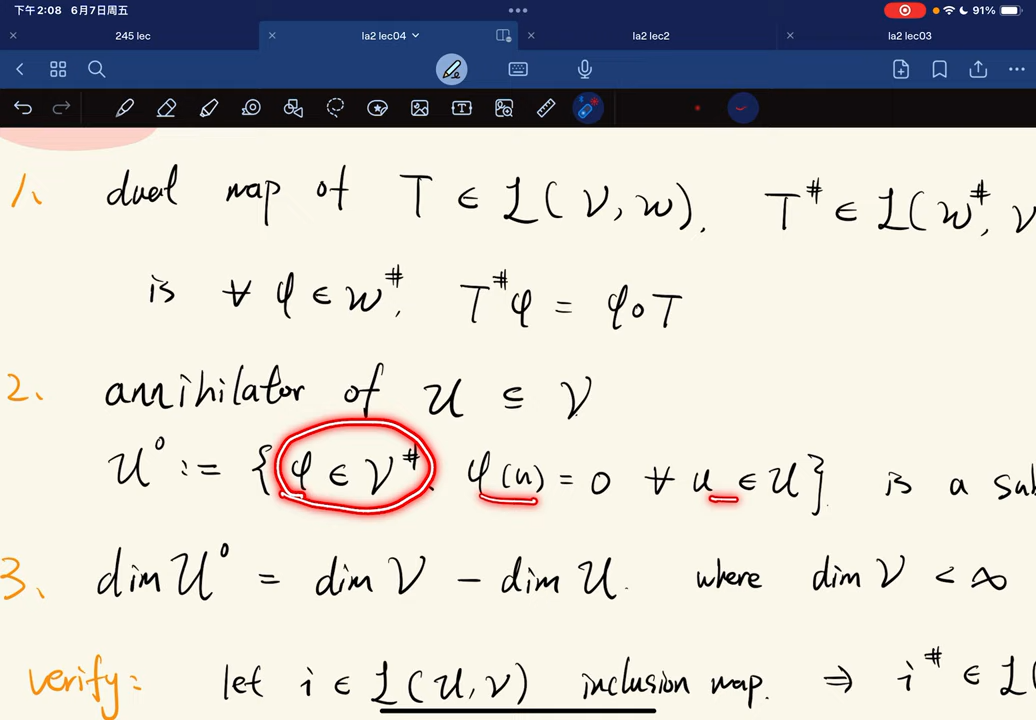 下午2:08 6月7日周五
91%
245 lec
la2 lec04
la2 lec2
la2 lec03
1、 dual map of T ∈ ℒ(V, W). T^# ∈ ℒ(W^#, V
is ∀ φ ∈ W^#, T^#φ = φ∘T
2、 annihilator of U ⊆ V
U⁰ := {φ ∈ V^#. φ(u) = 0 ∀ u ∈ U} is a sub
3、 dim U⁰ = dim V - dim U. where dim V < ∞
verify: let i ∈ ℒ(U, V) inclusion map. ⇒ i^# ∈ ℒ(